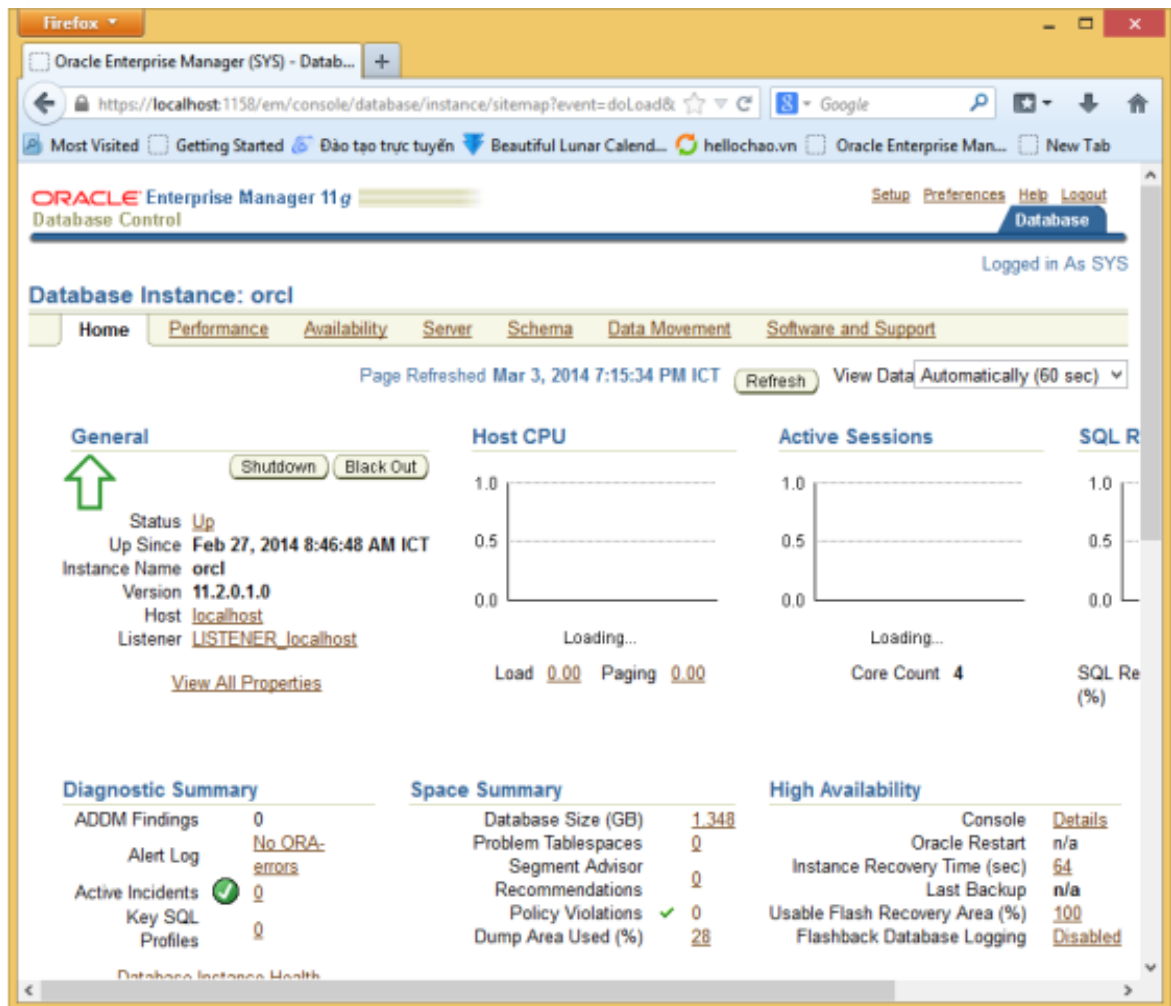 Firefox
Oracle Enterprise Manager (SYS) - Datab...
https://localhost:1158/em/console/database/instance/sitemap?event=doLoad&
Google
Most Visited Getting Started Đào tạo trực tuyến Beautiful Lunar Calend... hellochao.vn Oracle Enterprise Man... New Tab
ORACLE Enterprise Manager 11 g
Database Control
Setup Preferences Help Logout
Database
Logged in As SYS
Database Instance: orcl
Home Performance Availability Server Schema Data Movement Software and Support
Page Refreshed Mar 3, 2014 7:15:34 PM ICT Refresh View Data Automatically (60 sec)
General
Shutdown Black Out
Status Up
Up Since Feb 27, 2014 8:46:48 AM ICT
Instance Name orcl
Version 11.2.0.1.0
Host localhost
Listener LISTENER_localhost
View All Properties
Host CPU
1.0
0.5
0.0
Loading...
Load 0.00 Paging 0.00
Active Sessions
1.0
0.5
0.0
Loading...
Core Count 4
SQL R
1.0
0.5
0.0
SQL Re
(%)
Diagnostic Summary
ADDM Findings 0
Alert Log No ORA-
errors
Active Incidents 0
Key SQL
Profiles 0
Database Instance Health
Space Summary
Database Size (GB) 1.348
Problem Tablespaces 0
Segment Advisor
Recommendations 0
Policy Violations 0
Dump Area Used (%) 28
High Availability
Console Details
Oracle Restart n/a
Instance Recovery Time (sec) 64
Last Backup n/a
Usable Flash Recovery Area (%) 100
Flashback Database Logging Disabled